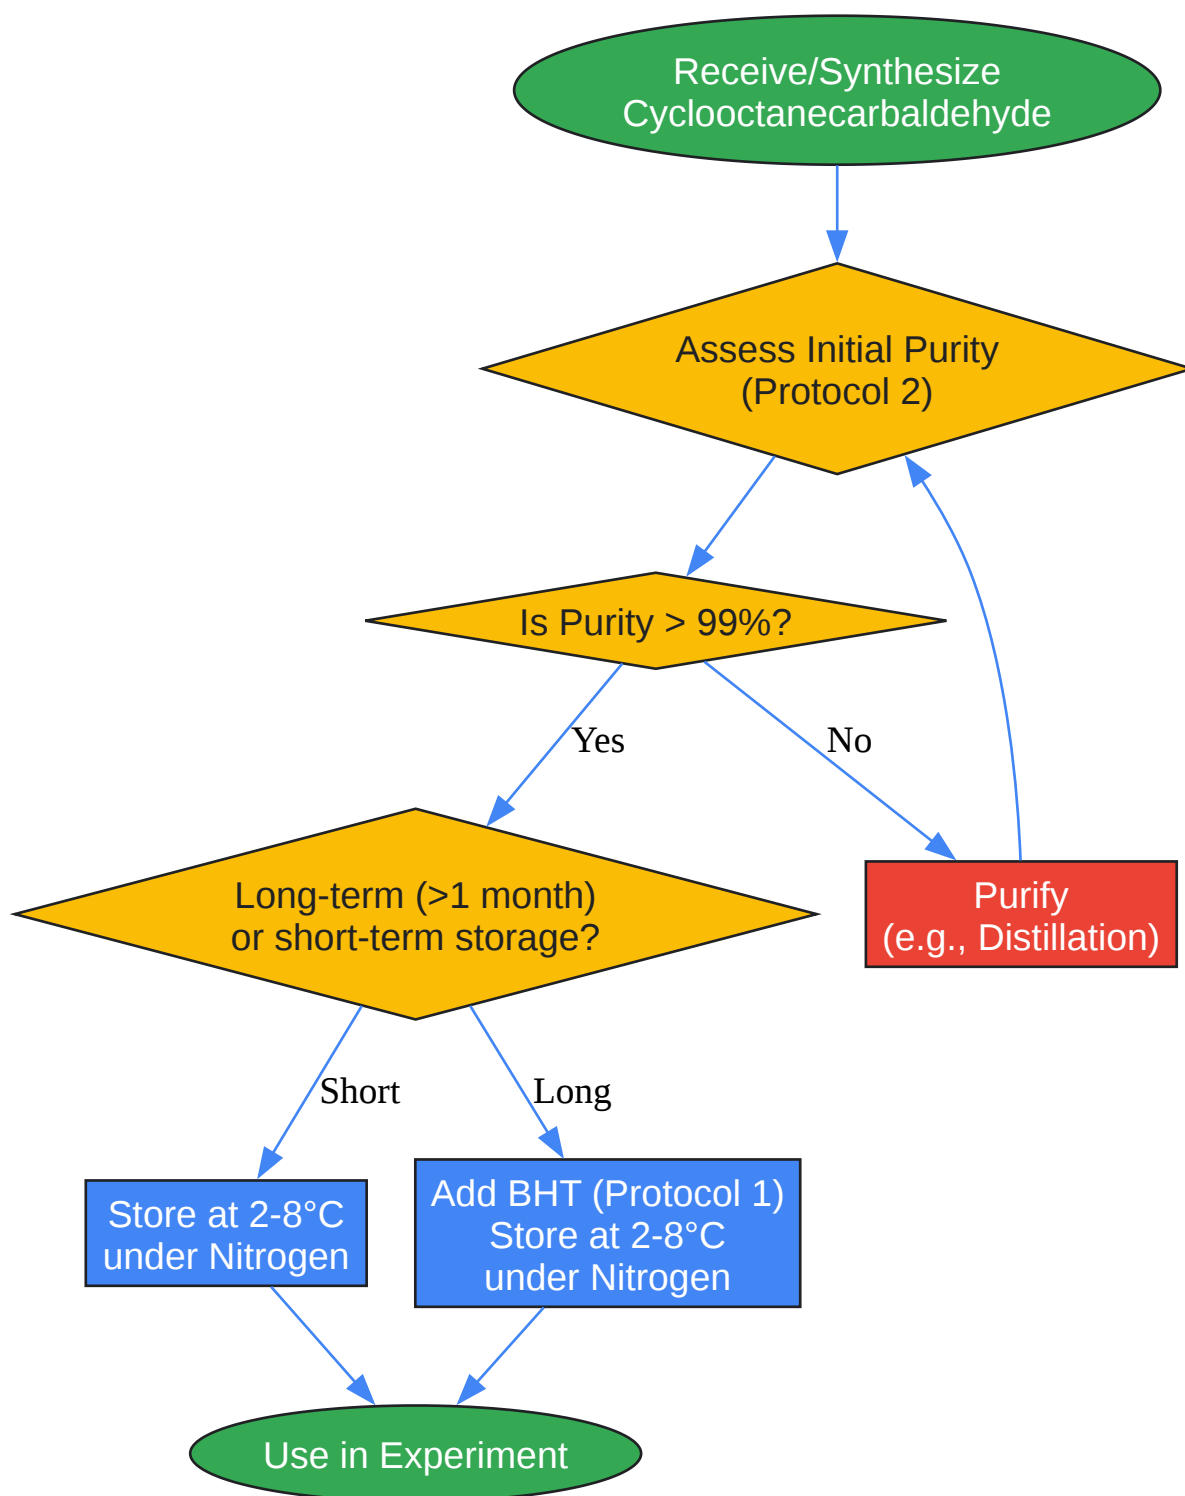 Receive/Synthesize
Cyclooctanecarbaldehyde
Assess Initial Purity
(Protocol 2)
Is Purity > 99%?
Yes
No
Long-term (>1 month)
or short-term storage?
Purify
(e.g., Distillation)
Short
Long
Store at 2-8°C
under Nitrogen
Add BHT (Protocol 1)
Store at 2-8°C
under Nitrogen
Use in Experiment